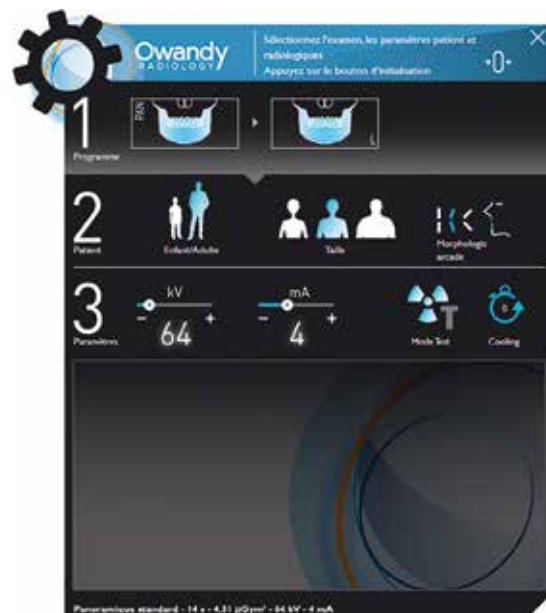 Owandy
RADIOLOGY
Sélectionnez l'examen, les paramètres patient et
radiologiques
Appuyez sur le bouton d'initialisation
·0·
1
Programme
PAN
L
2
Patient
Enfant/Adulte
Taille
Morphologie
arcade
3
Paramètres
kV
- +
64
mA
- +
4
T
Mode Test
Cooling
Panoramique standard - 14 s - 4.31 µGym² - 64 kV - 4 mA